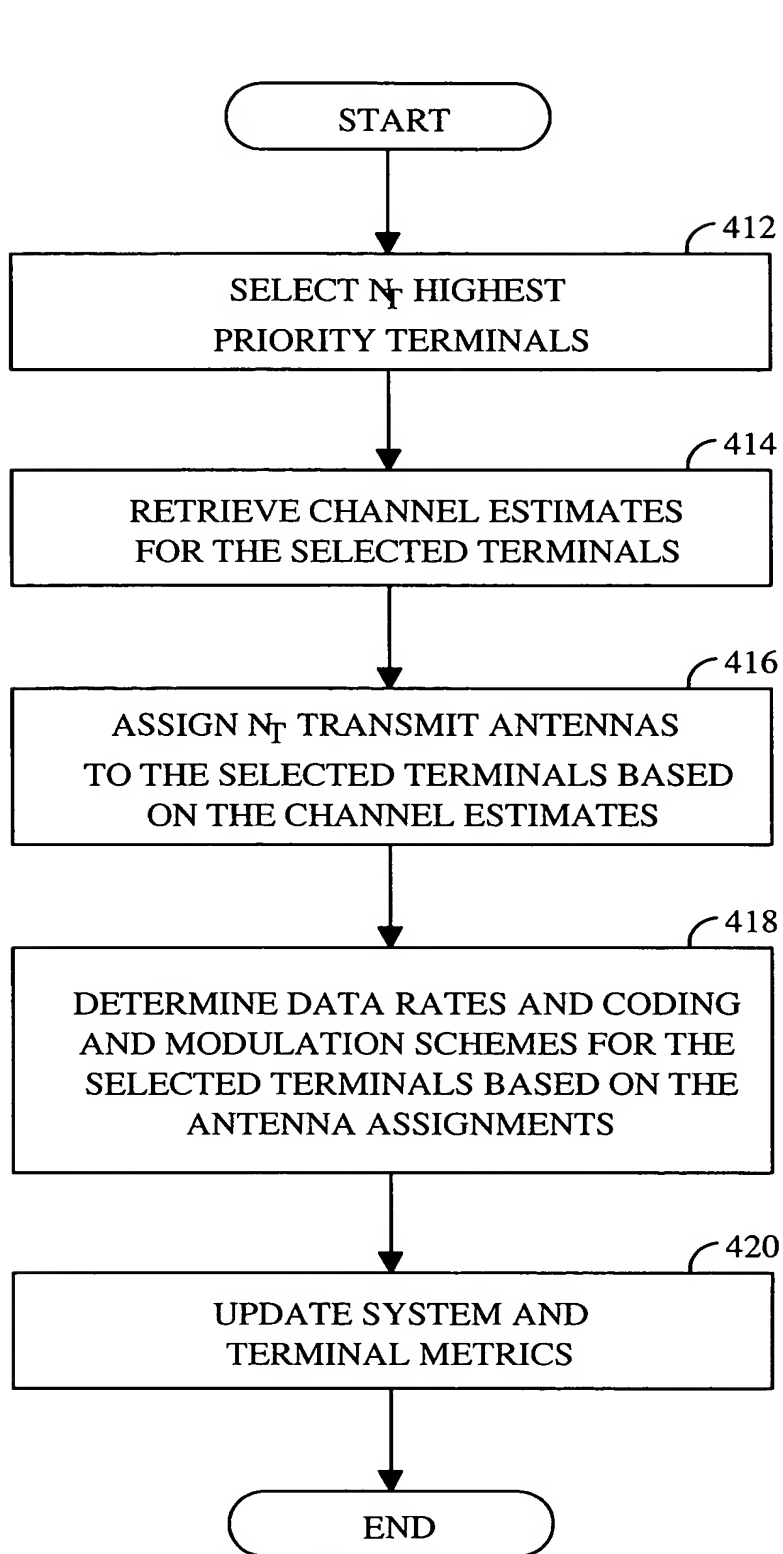 START
412
SELECT N_T HIGHEST
PRIORITY TERMINALS
414
RETRIEVE CHANNEL ESTIMATES
FOR THE SELECTED TERMINALS
416
ASSIGN N_T TRANSMIT ANTENNAS
TO THE SELECTED TERMINALS BASED
ON THE CHANNEL ESTIMATES
418
DETERMINE DATA RATES AND CODING
AND MODULATION SCHEMES FOR THE
SELECTED TERMINALS BASED ON THE
ANTENNA ASSIGNMENTS
420
UPDATE SYSTEM AND
TERMINAL METRICS
END